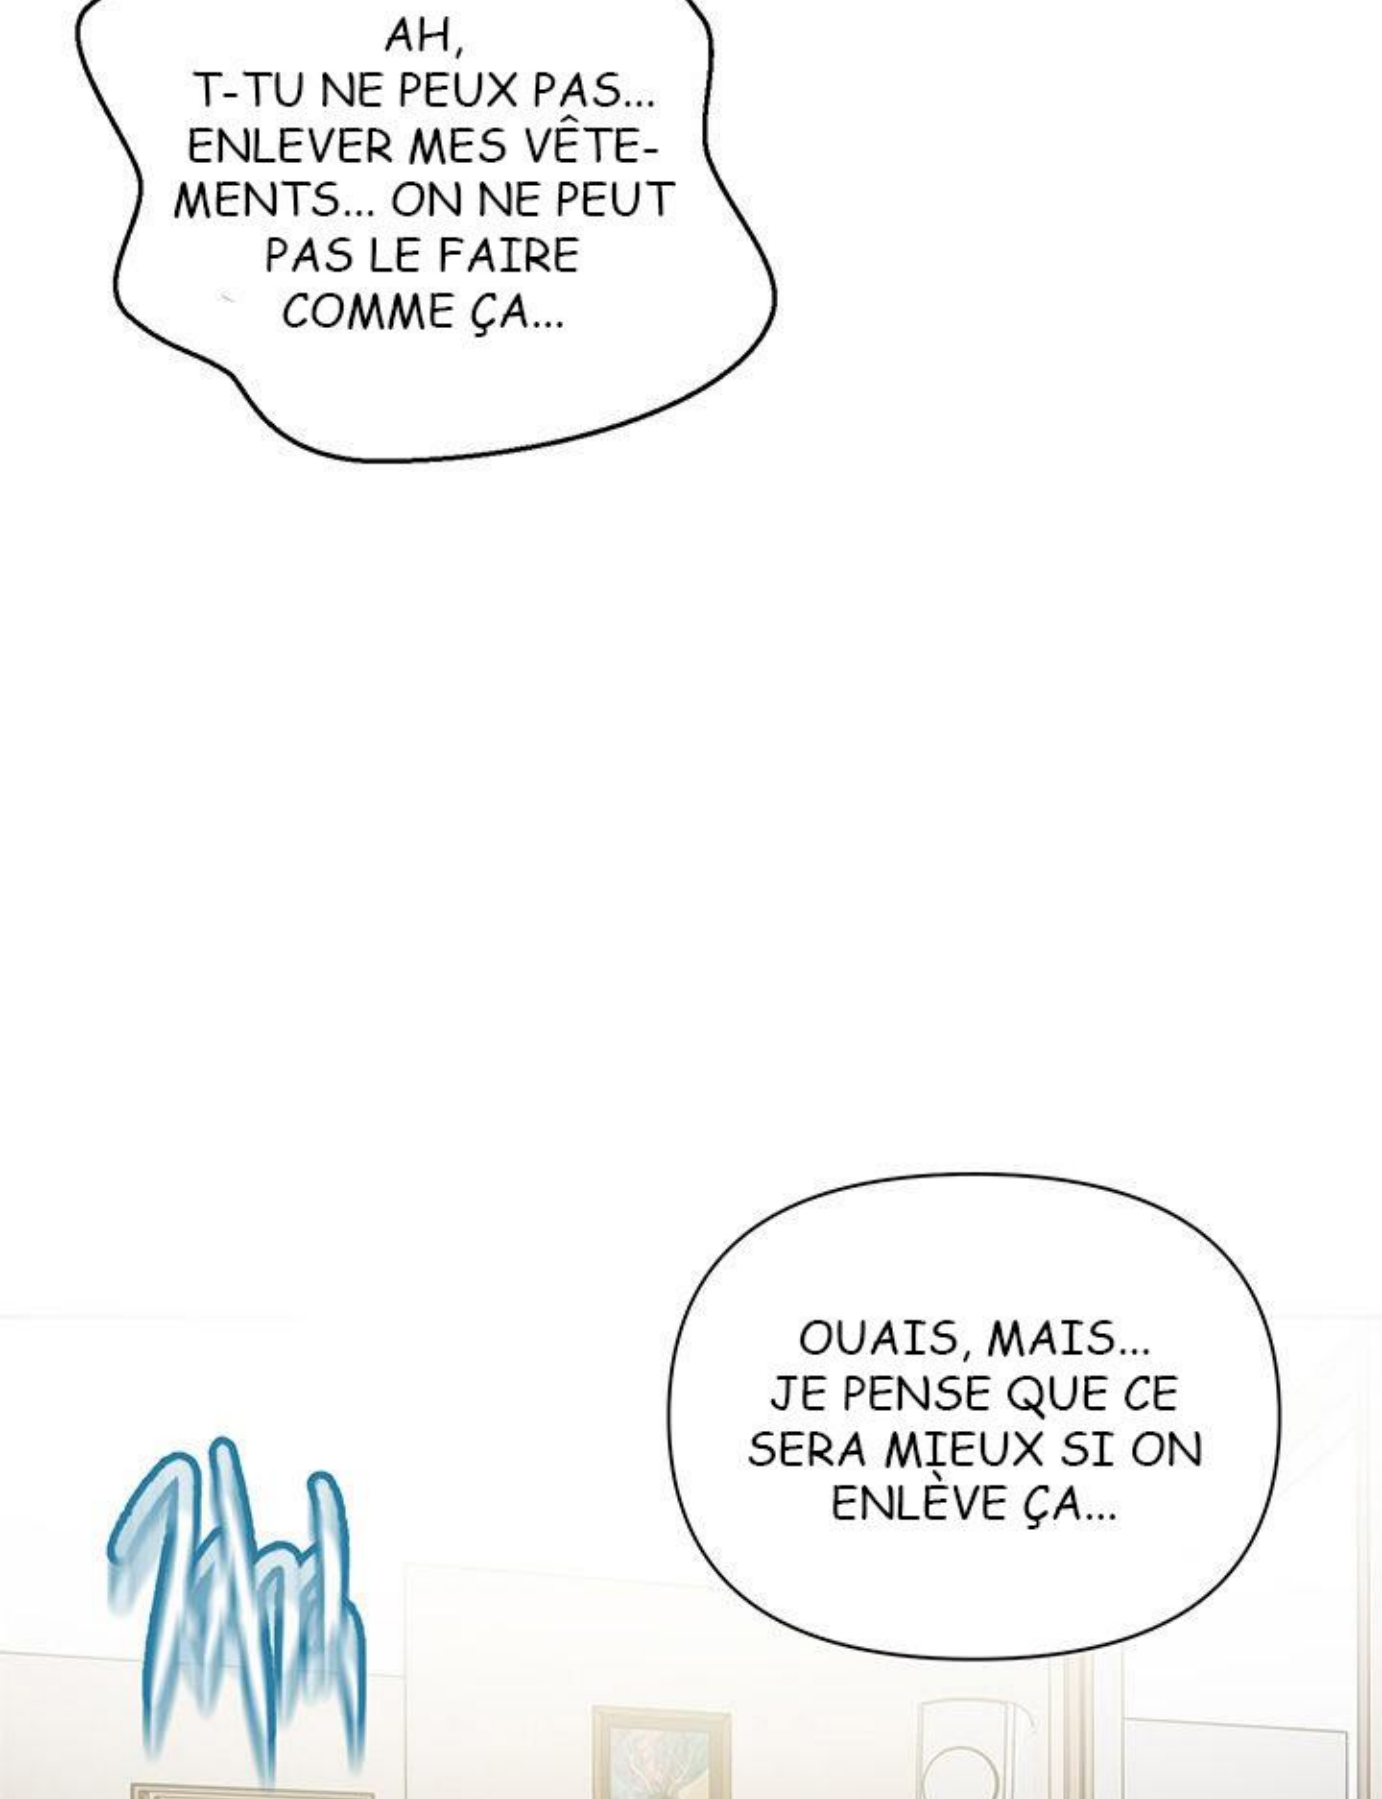 AH,
T-TU NE PEUX PAS...
ENLEVER MES VÊTE-
MENTS... ON NE PEUT
PAS LE FAIRE
COMME ÇA...
OUAIS, MAIS...
JE PENSE QUE CE
SERA MIEUX SI ON
ENLÈVE ÇA...